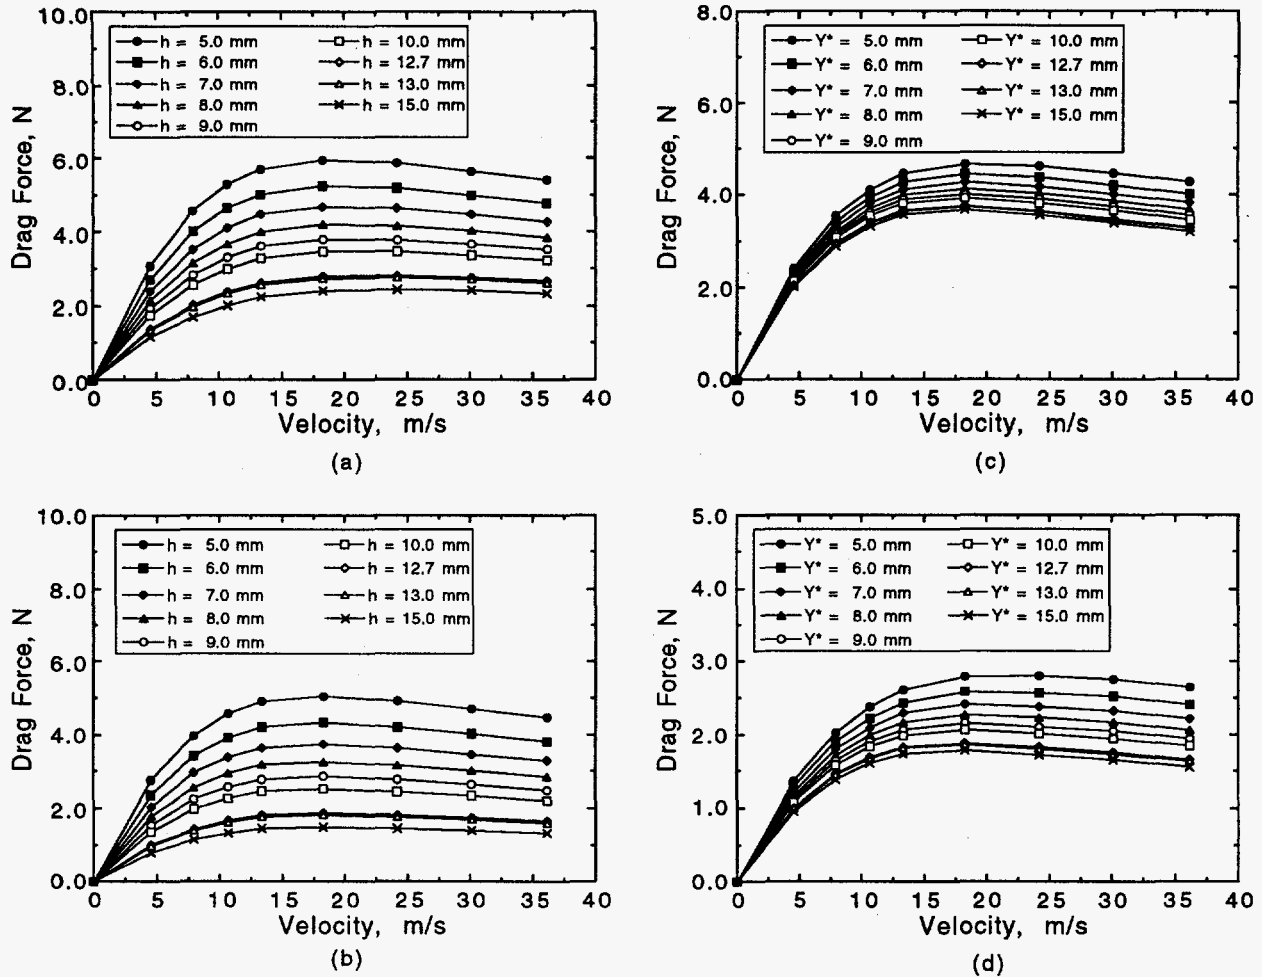 10.0
8.0
6.0
4.0
2.0
0.0
Drag Force, N
h = 5.0 mm
h = 6.0 mm
h = 7.0 mm
h = 8.0 mm
h = 9.0 mm
h = 10.0 mm
h = 12.7 mm
h = 13.0 mm
h = 15.0 mm
0 5 10 15 20 25 30 35 40
Velocity, m/s
(a)
8.0
6.0
4.0
2.0
0.0
Drag Force, N
Y* = 5.0 mm
Y* = 6.0 mm
Y* = 7.0 mm
Y* = 8.0 mm
Y* = 9.0 mm
Y* = 10.0 mm
Y* = 12.7 mm
Y* = 13.0 mm
Y* = 15.0 mm
0 5 10 15 20 25 30 35 40
Velocity, m/s
(c)
10.0
8.0
6.0
4.0
2.0
0.0
Drag Force, N
h = 5.0 mm
h = 6.0 mm
h = 7.0 mm
h = 8.0 mm
h = 9.0 mm
h = 10.0 mm
h = 12.7 mm
h = 13.0 mm
h = 15.0 mm
0 5 10 15 20 25 30 35 40
Velocity, m/s
(b)
5.0
4.0
3.0
2.0
1.0
0.0
Drag Force, N
Y* = 5.0 mm
Y* = 6.0 mm
Y* = 7.0 mm
Y* = 8.0 mm
Y* = 9.0 mm
Y* = 10.0 mm
Y* = 12.7 mm
Y* = 13.0 mm
Y* = 15.0 mm
0 5 10 15 20 25 30 35 40
Velocity, m/s
(d)